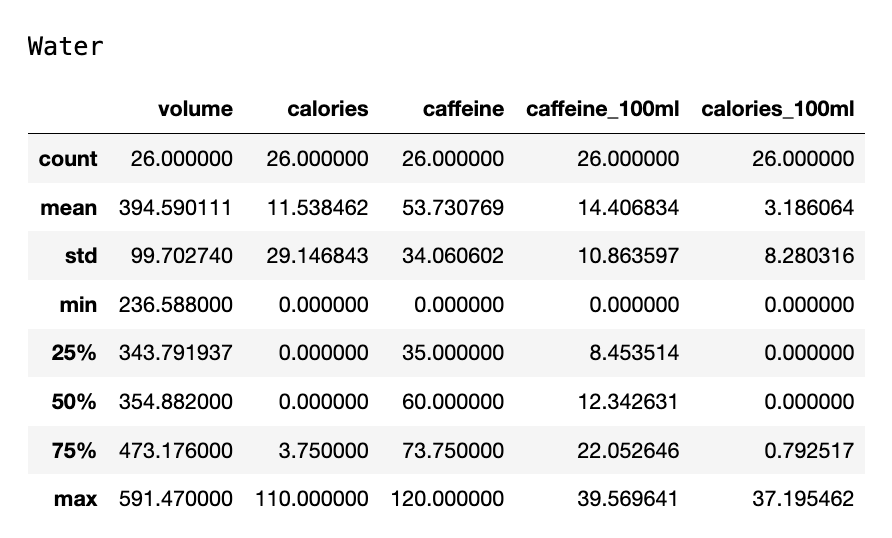 Water
volume calories caffeine caffeine_100ml calories_100ml
count 26.000000 26.000000 26.000000 26.000000 26.000000
mean 394.590111 11.538462 53.730769 14.406834 3.186064
std 99.702740 29.146843 34.060602 10.863597 8.280316
min 236.588000 0.000000 0.000000 0.000000 0.000000
25% 343.791937 0.000000 35.000000 8.453514 0.000000
50% 354.882000 0.000000 60.000000 12.342631 0.000000
75% 473.176000 3.750000 73.750000 22.052646 0.792517
max 591.470000 110.000000 120.000000 39.569641 37.195462